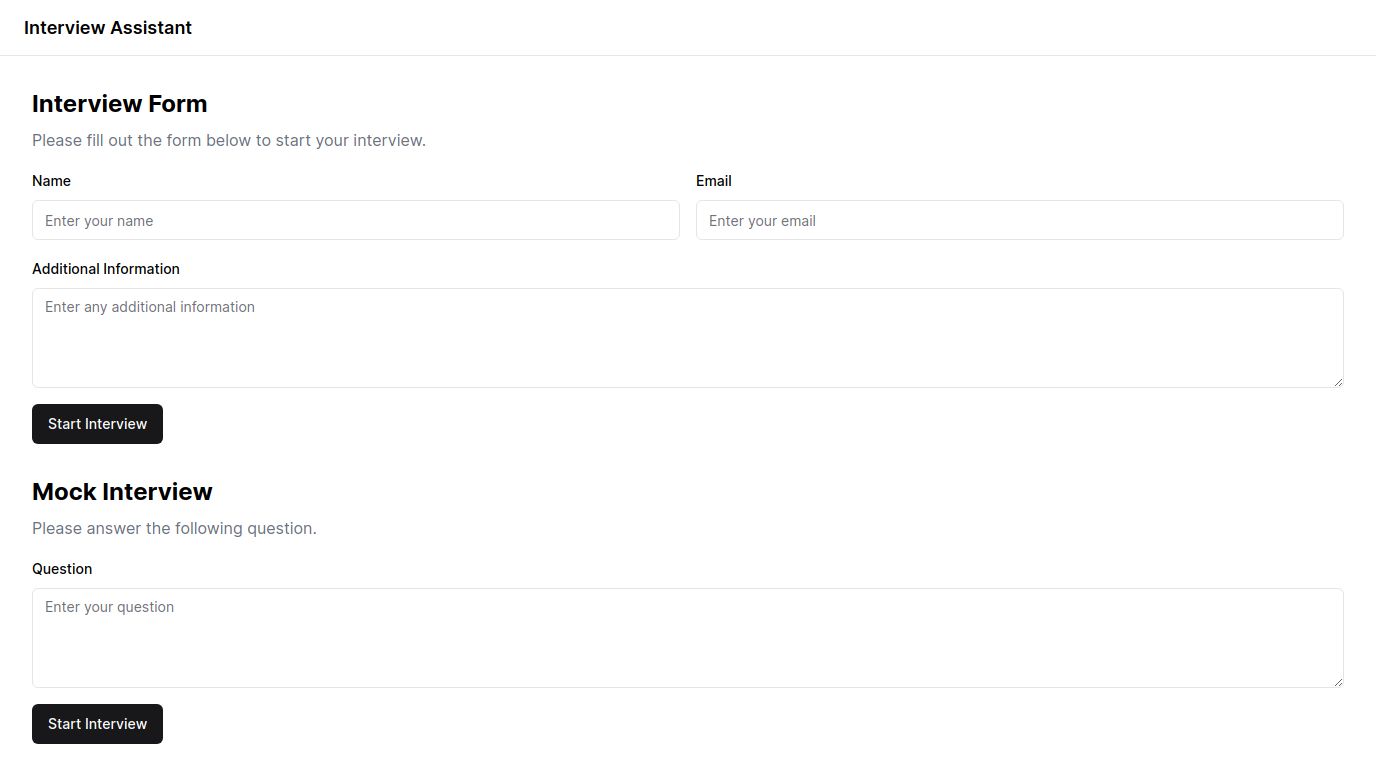 Interview Assistant
Interview Form
Please fill out the form below to start your interview.
Name
Email
Enter your name
Enter your email
Additional Information
Enter any additional information
Start Interview
Mock Interview
Please answer the following question.
Question
Enter your question
Start Interview